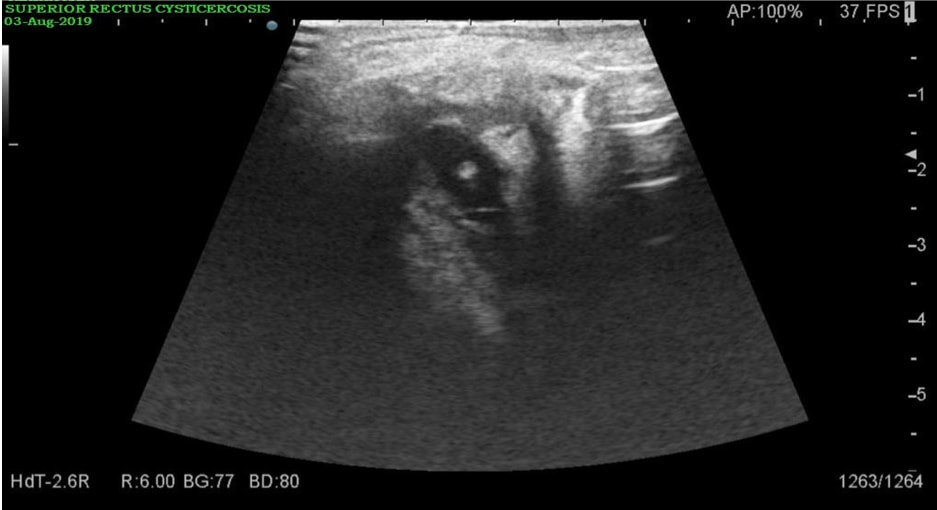 SUPERIOR RECTUS CYSTICERCOSIS
03-Aug-2019
AP:100% 37 FPS 1
-1
-2
-3
-4
-5
HdT-2.6R R:6.00 BG:77 BD:80 1263/1264